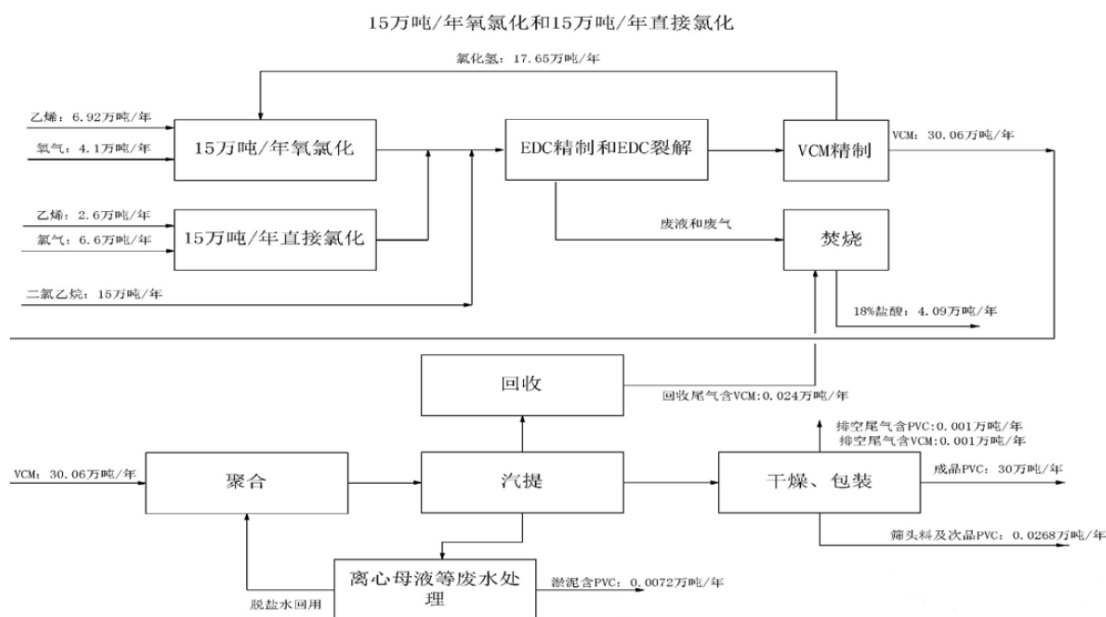 15万吨/年氧氯化和15万吨/年直接氯化
氯化氢：17.65万吨/年
乙烯：6.92万吨/年
氧气：4.1万吨/年
15万吨/年氧氯化
EDC精制和EDC裂解
VCM精制
VCM：30.06万吨/年
乙烯：2.6万吨/年
氯气：6.6万吨/年
15万吨/年直接氯化
废液和废气
焚烧
二氯乙烷：15万吨/年
18%盐酸：4.09万吨/年
回收
回收尾气含VCM:0.024万吨/年
排空尾气含PVC:0.001万吨/年
排空尾气含VCM:0.001万吨/年
VCM：30.06万吨/年
聚合
汽提
干燥、包装
成品PVC：30万吨/年
筛头料及次品PVC：0.0268万吨/年
离心母液等废水处
理
淤泥含PVC：0.0072万吨/年
脱盐水回用